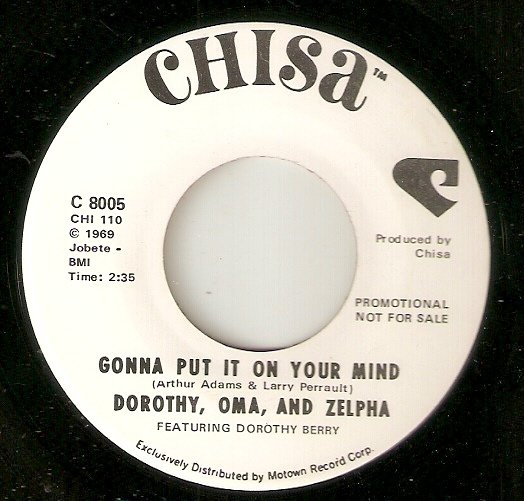 CHISA™
C 8005
CHI 110
© 1969
Jobete -
BMI
Time: 2:35
Produced by
Chisa
PROMOTIONAL
NOT FOR SALE
GONNA PUT IT ON YOUR MIND
(Arthur Adams & Larry Perrault)
DOROTHY, OMA, AND ZELPHA
FEATURING DOROTHY BERRY
Exclusively Distributed by Motown Record Corp.